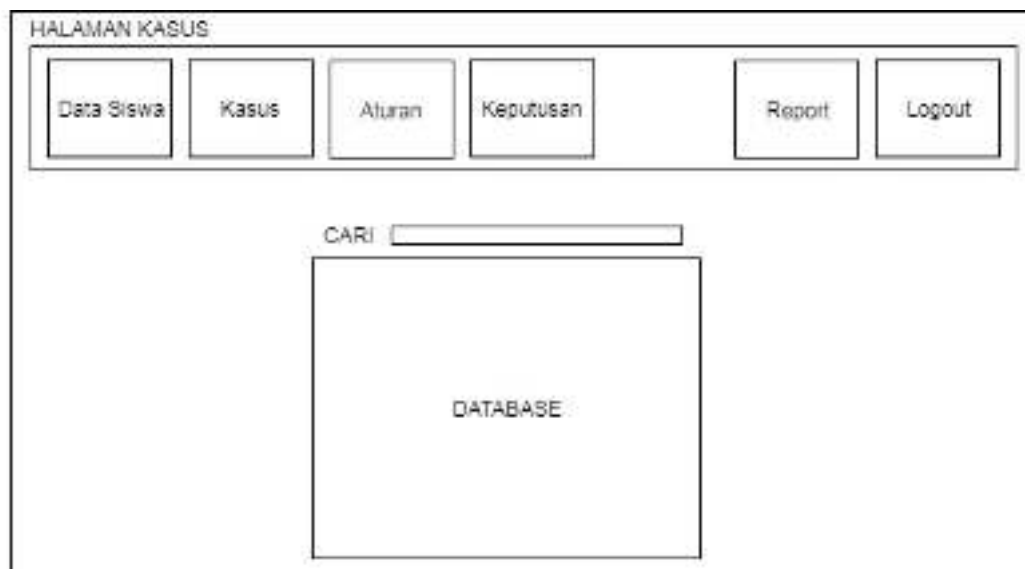 HALAMAN KASUS
Data Siswa Kasus Aturan Keputusan Report Logout
CARI
DATABASE